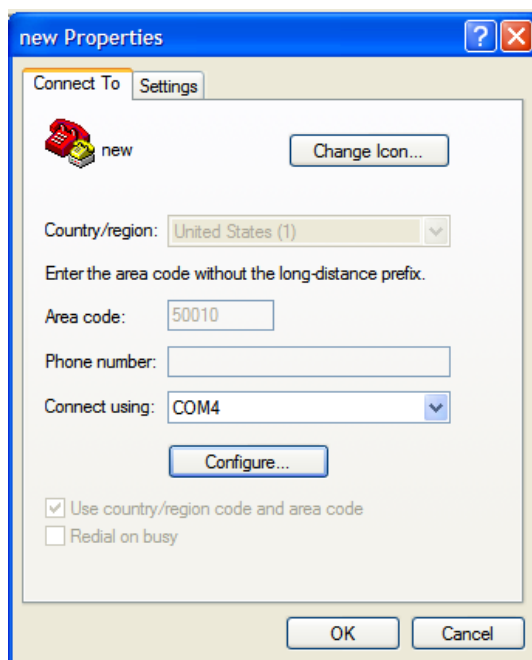 new Properties
Connect To Settings
new Change Icon...
Country/region: United States (1)
Enter the area code without the long-distance prefix.
Area code: 50010
Phone number:
Connect using: COM4
Configure...
Use country/region code and area code
Redial on busy
OK Cancel